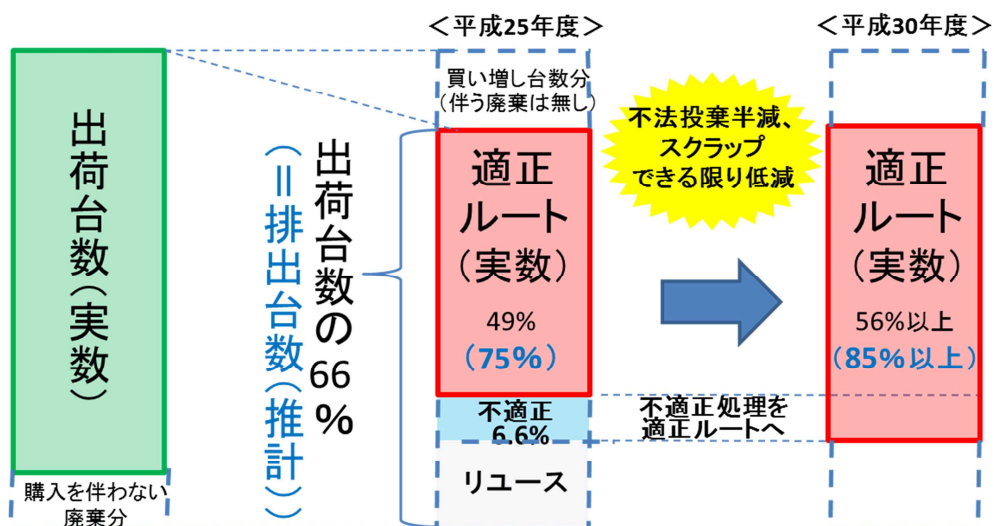 ＜平成25年度＞
＜平成30年度＞
出荷台数（実数）
購入を伴わない
廃棄分
出荷台数の66%
（＝排出台数（推計））
買い増し台数分
（伴う廃棄は無し）
適正
ルート
（実数）
49%
（75%）
不適正
6.6%
リユース
不法投棄半減、
スクラップ
できる限り低減
不適正処理を
適正ルートへ
適正
ルート
（実数）
56%以上
（85%以上）